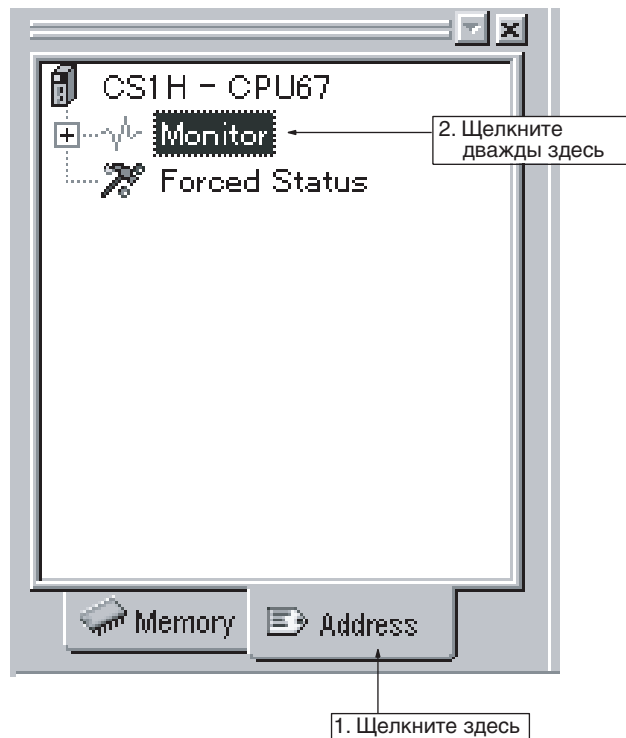 CS1H - CPU67
Monitor
2. Щелкните
дважды здесь
Forced Status
Memory
Address
1. Щелкните здесь